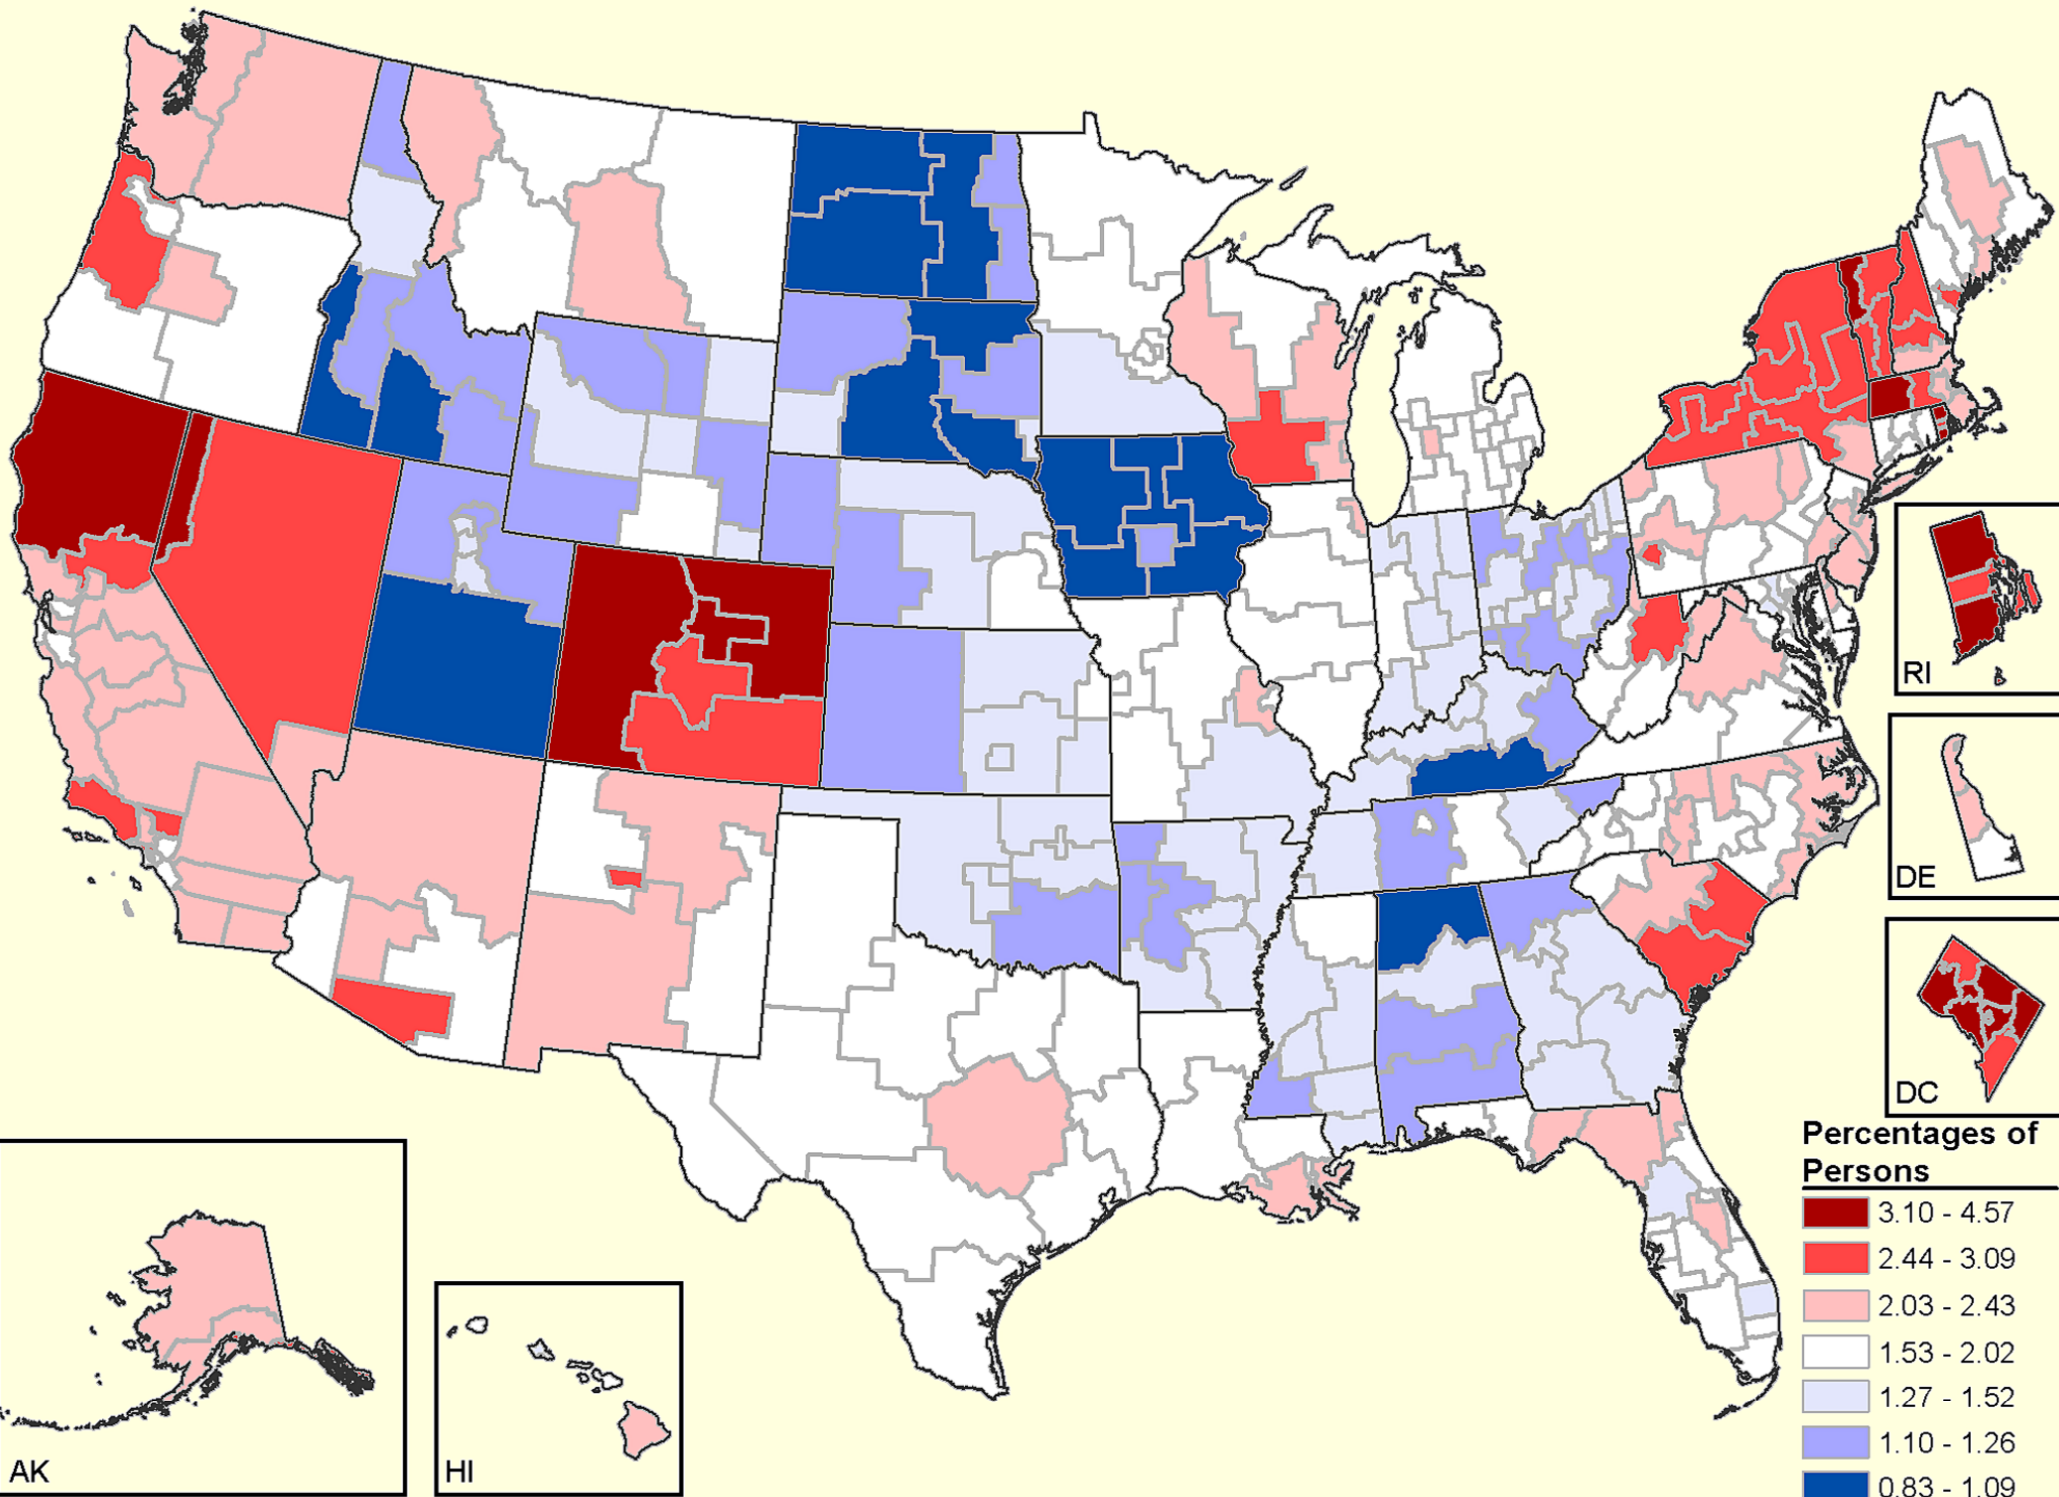 RI
DE
DC
Percentages of
Persons
3.10 - 4.57
2.44 - 3.09
2.03 - 2.43
1.53 - 2.02
1.27 - 1.52
1.10 - 1.26
0.83 - 1.09
AK
HI